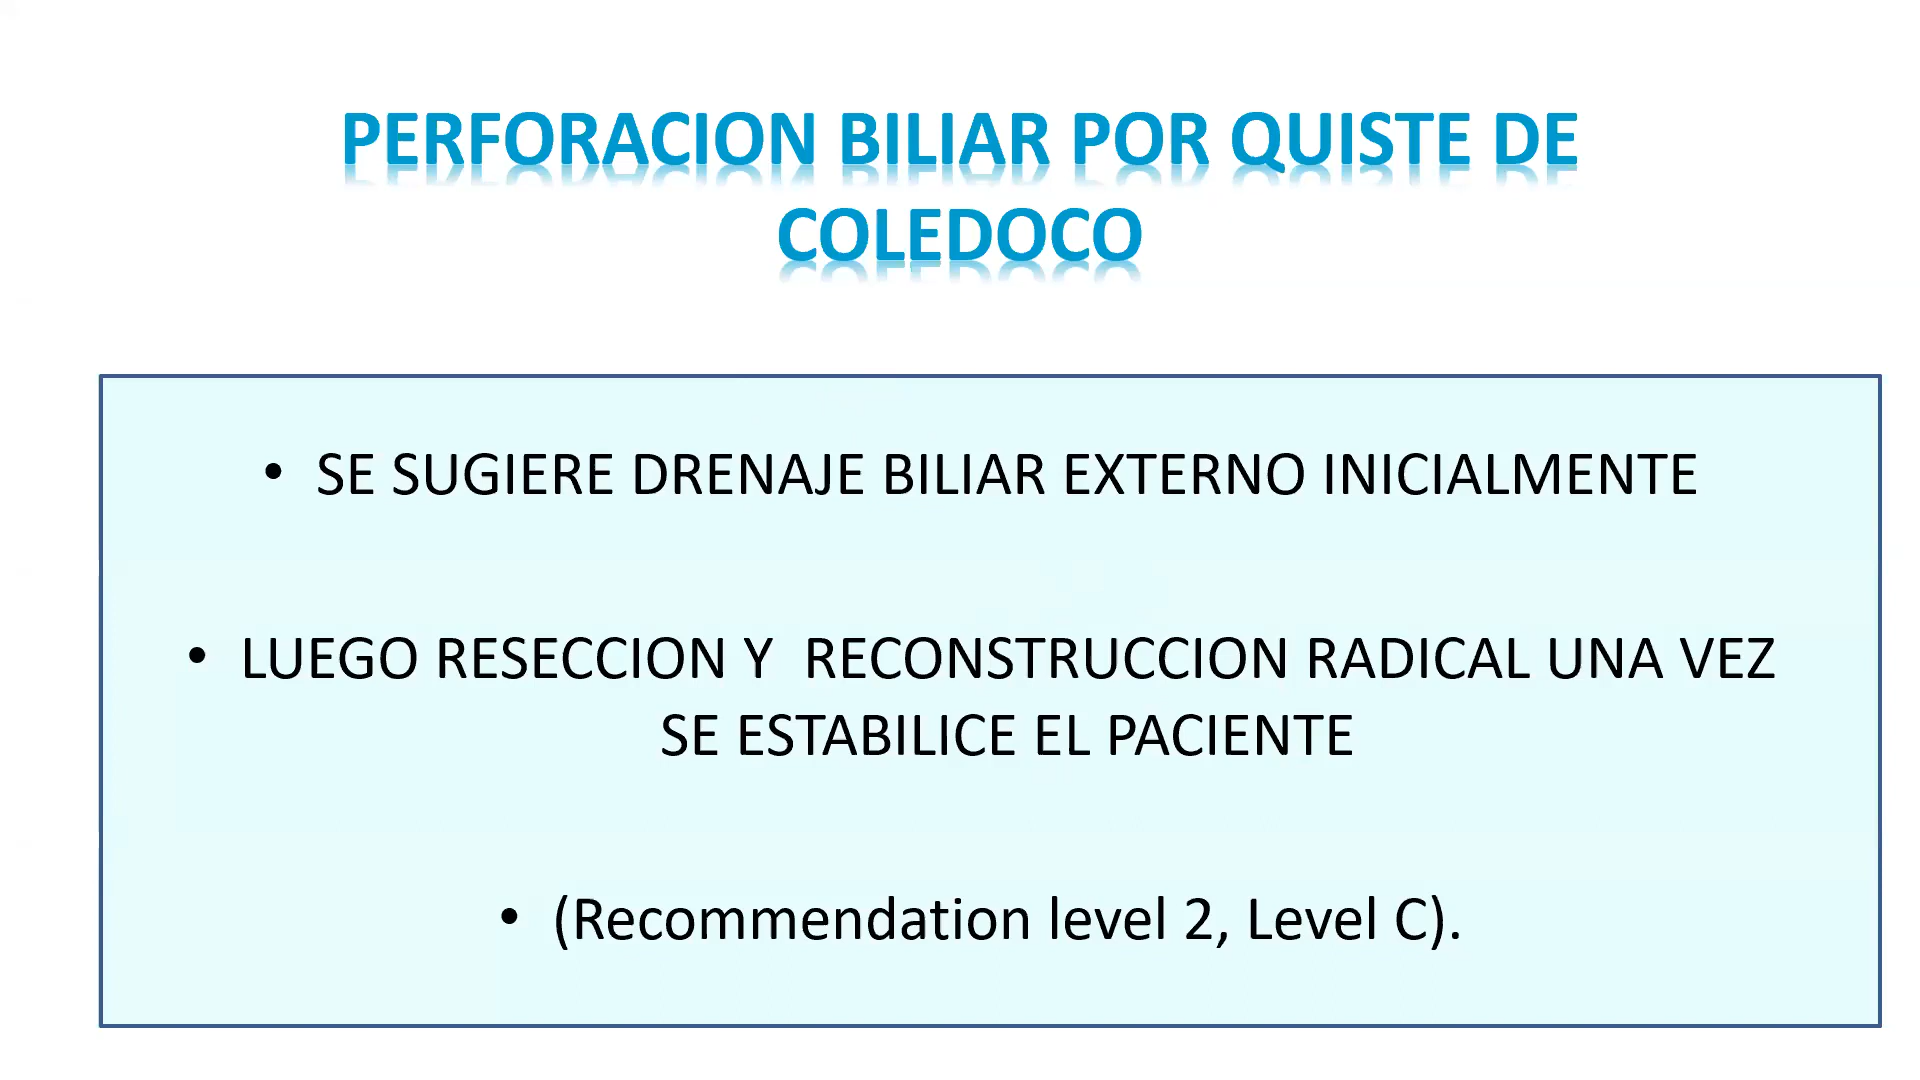 PERFORACION BILIAR POR QUISTE DE
COLEDOCO
• SE SUGIERE DRENAJE BILIAR EXTERNO INICIALMENTE
• LUEGO RESECCION Y  RECONSTRUCCION RADICAL UNA VEZ
SE ESTABILICE EL PACIENTE
• (Recommendation level 2, Level C).